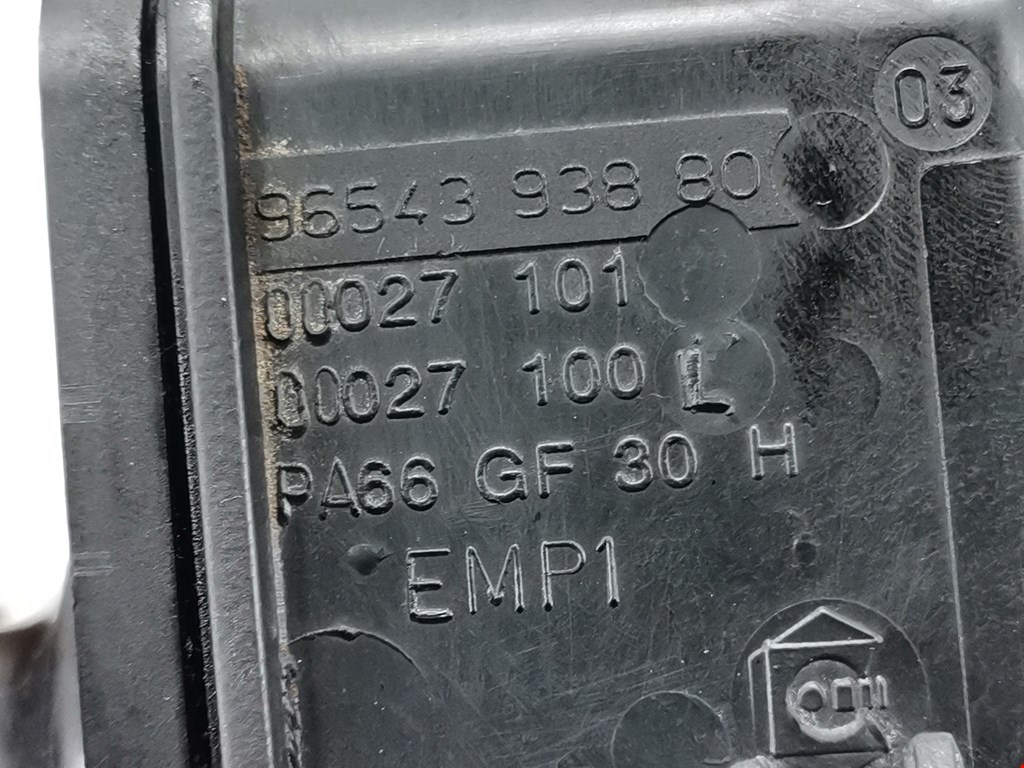 03
96543 938 80
00027 101
00027 100 L
PA66 GF 30 H
EMP1